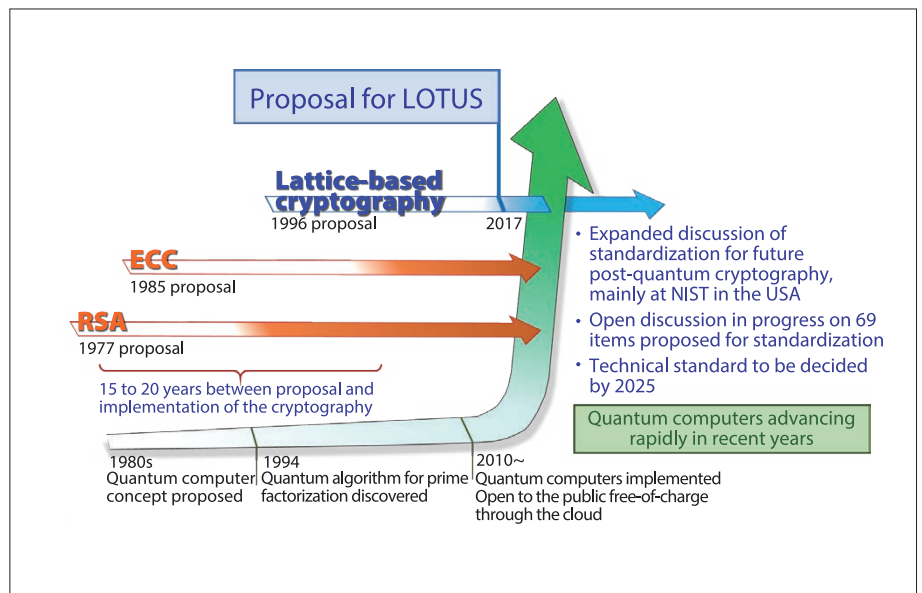 Proposal for LOTUS
Lattice-based
cryptography
1996 proposal
2017
ECC
1985 proposal
RSA
1977 proposal
15 to 20 years between proposal and
implementation of the cryptography
• Expanded discussion of
standardization for future
post-quantum cryptography,
mainly at NIST in the USA
• Open discussion in progress on 69
items proposed for standardization
• Technical standard to be decided
by 2025
Quantum computers advancing
rapidly in recent years
1980s
Quantum computer
concept proposed
1994
Quantum algorithm for prime
factorization discovered
2010~
Quantum computers implemented
Open to the public free-of-charge
through the cloud